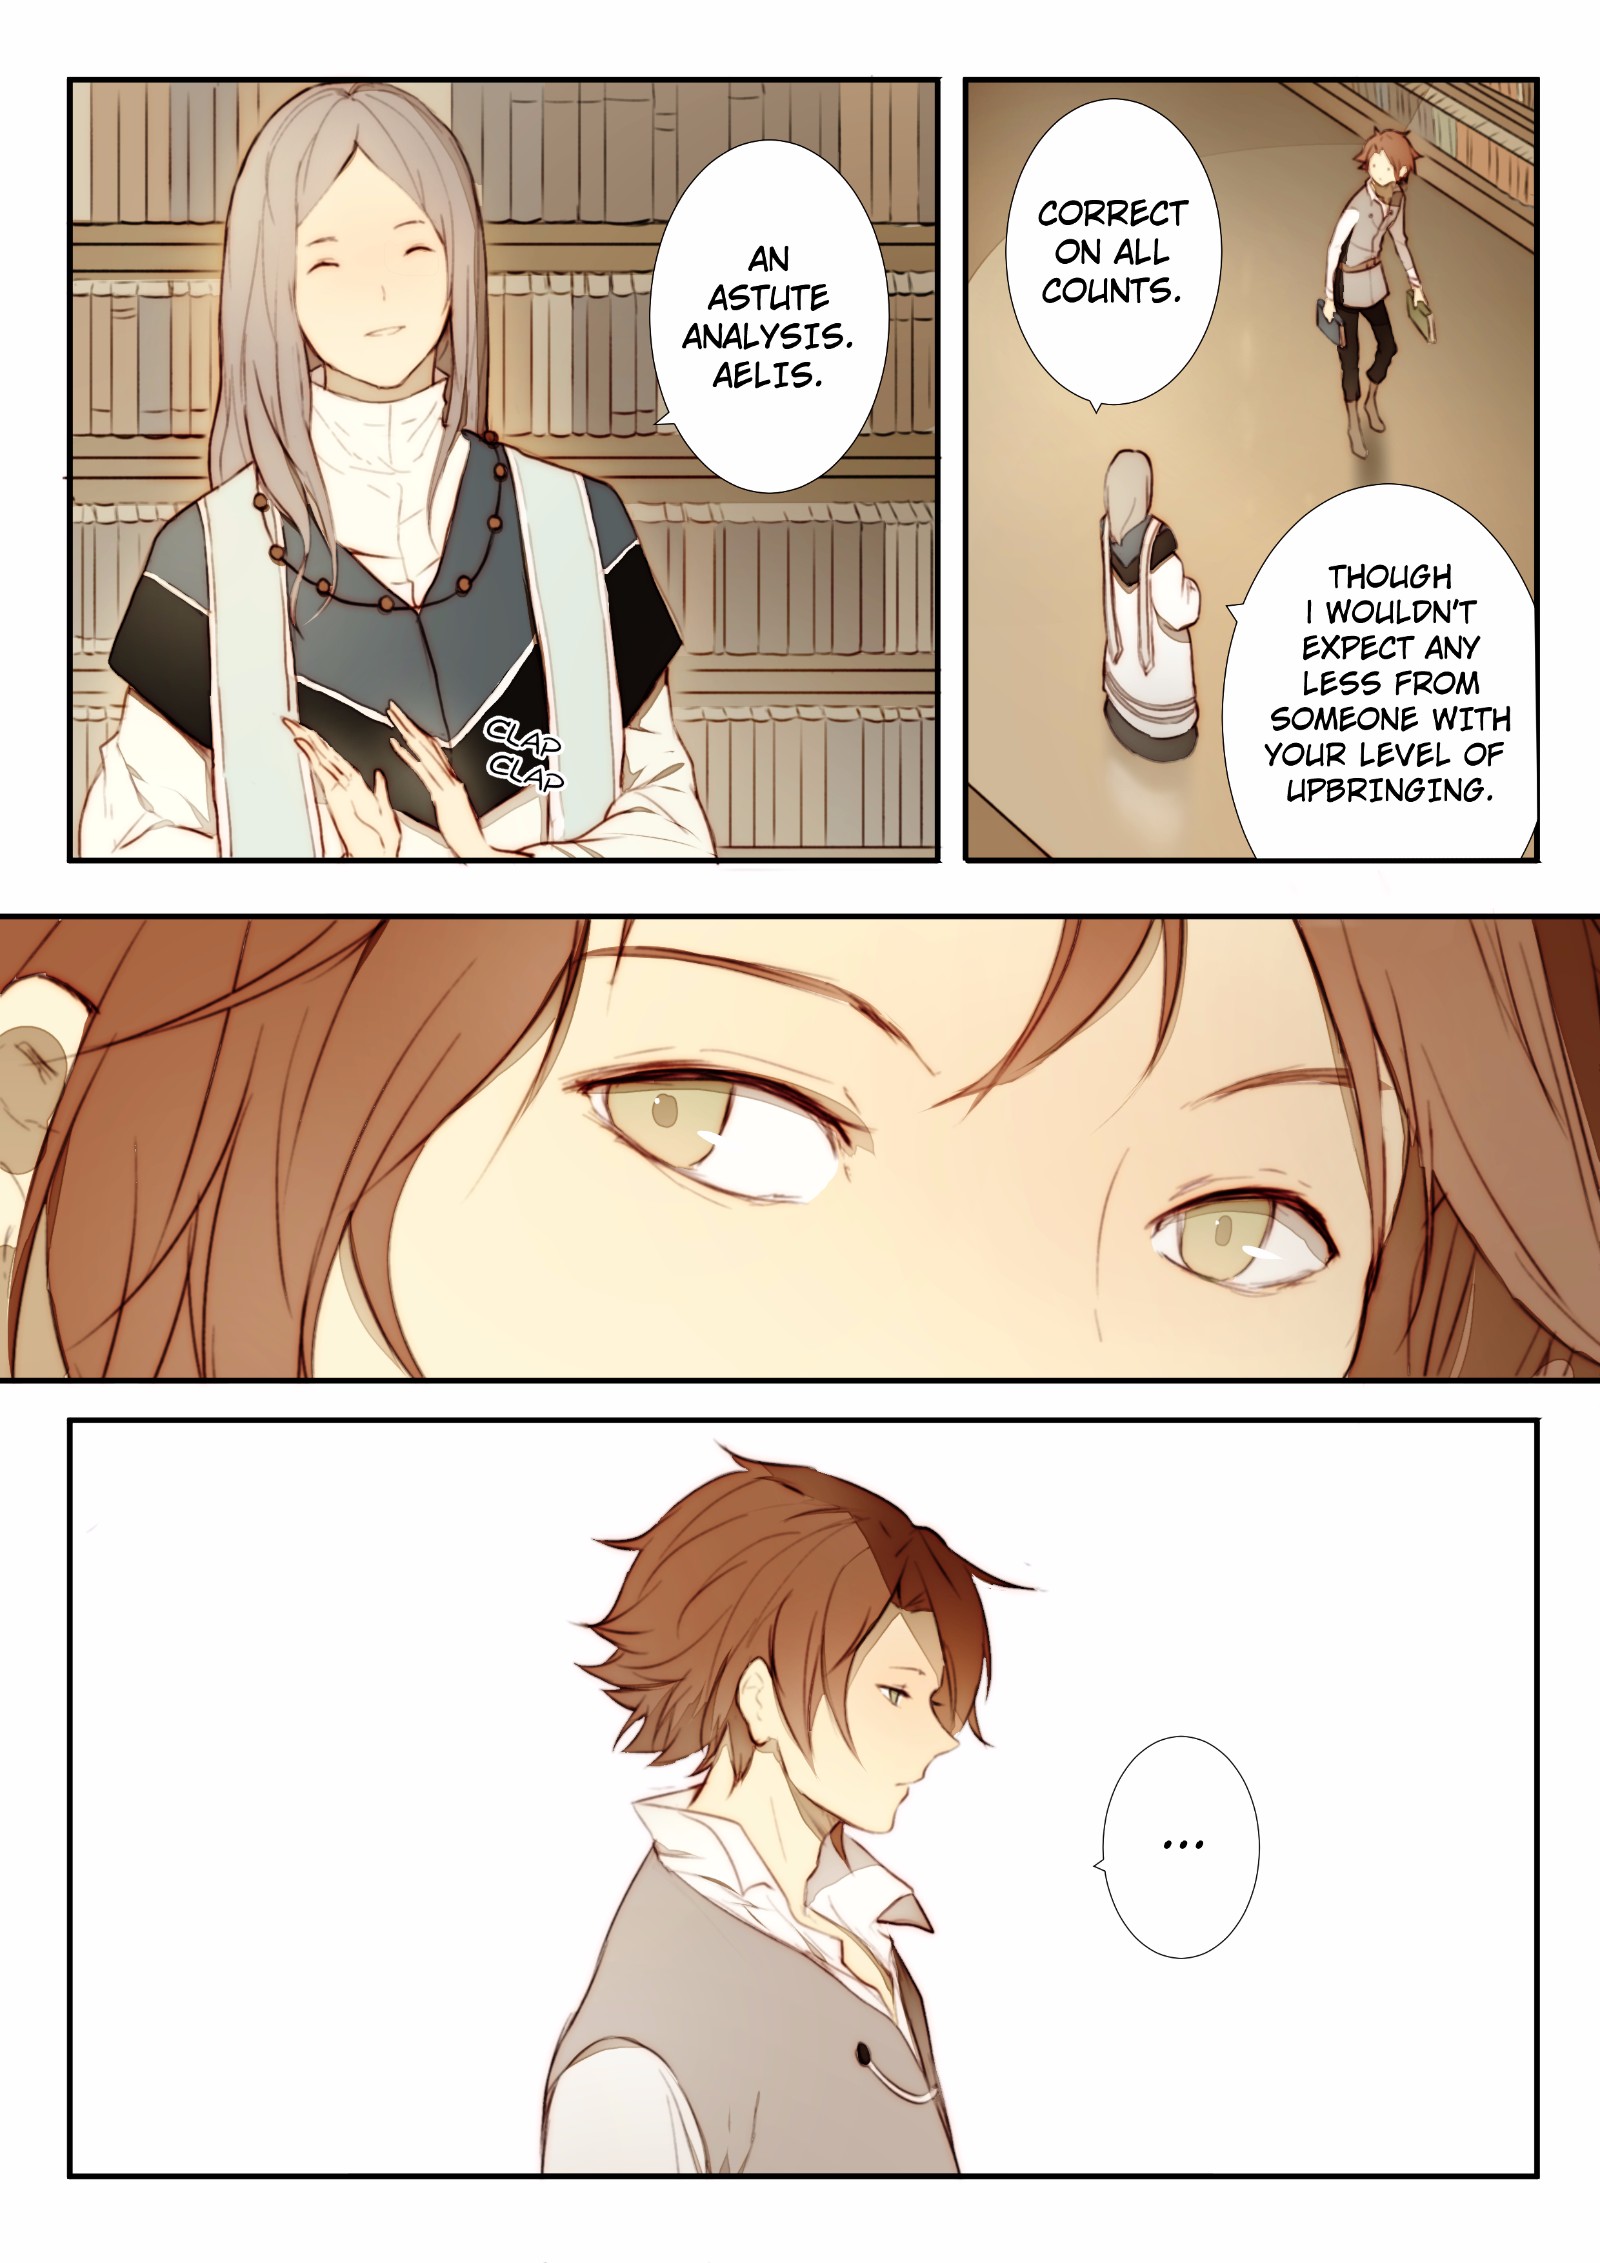 AN
ASTUTE
ANALYSIS.
AELIS.
CLAP
CLAP
CORRECT
ON ALL
COUNTS.
THOUGH
I WOULDN'T
EXPECT ANY
LESS FROM
SOMEONE WITH
YOUR LEVEL OF
UPBRINGING.
...